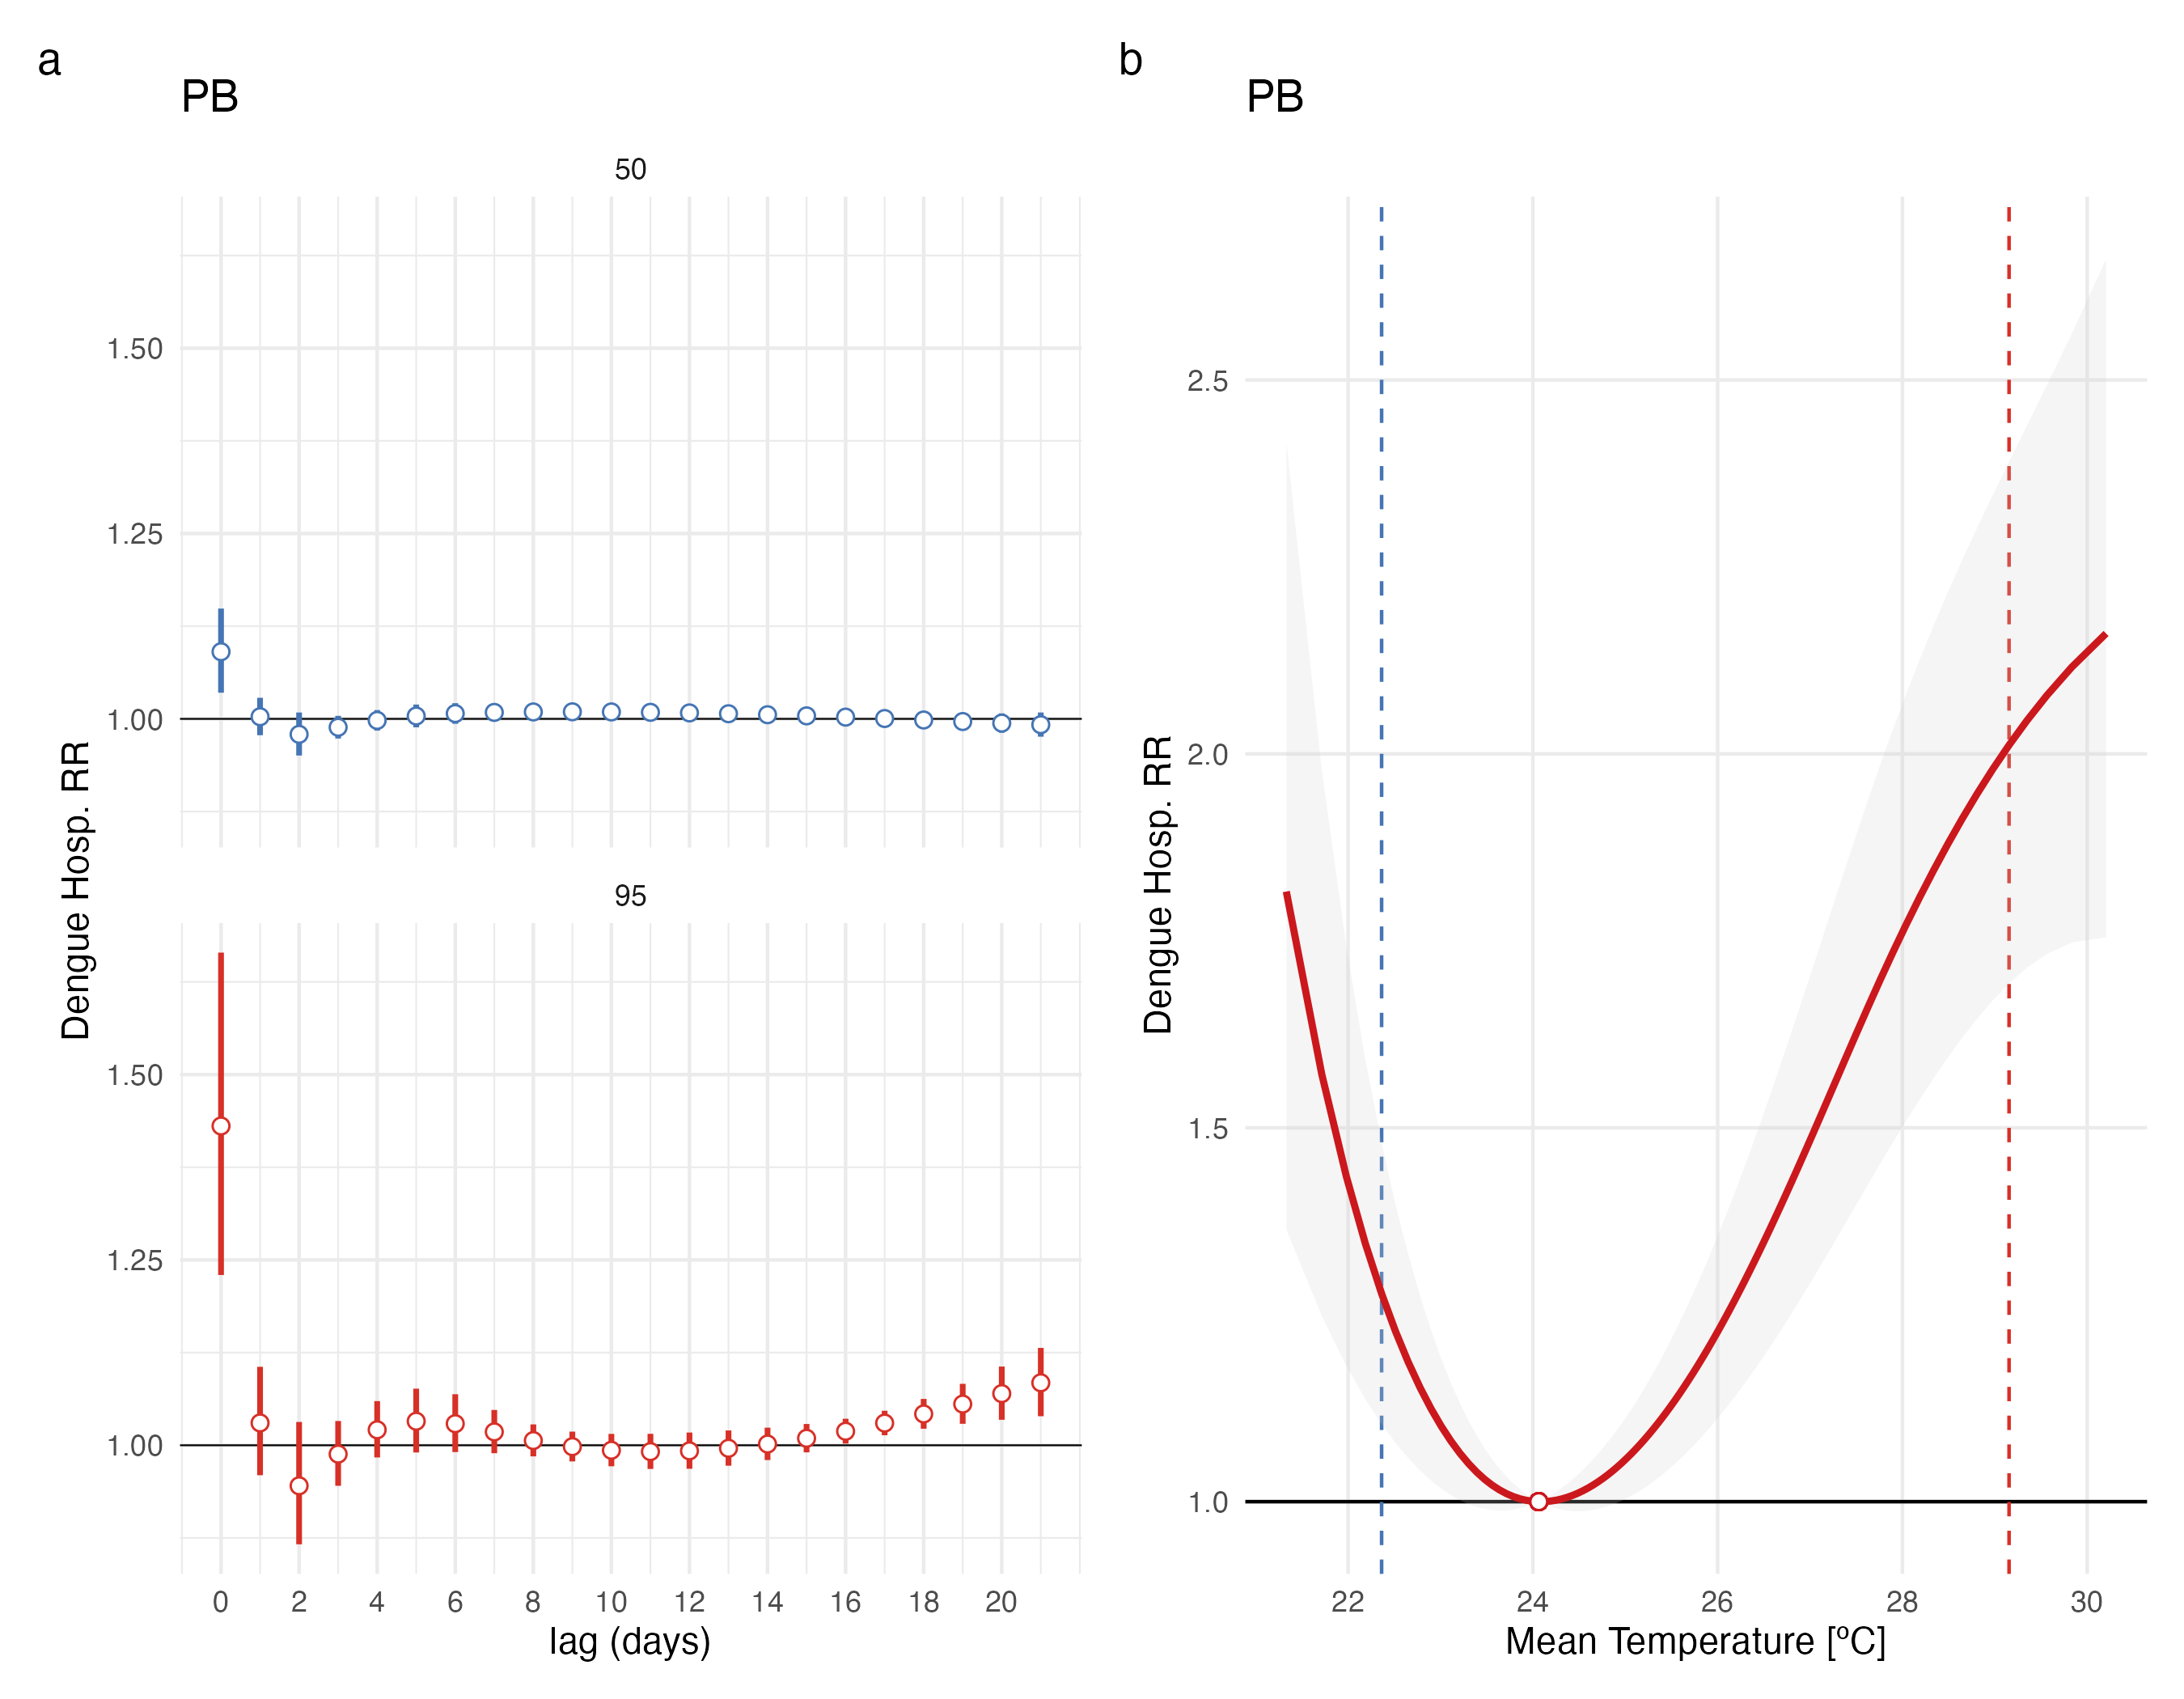 a
PB
50
1.50
1.25
1.00
95
1.50
1.25
1.00
0 2 4 6 8 10 12 14 16 18 20
lag (days)
Dengue Hosp. RR
b
PB
2.5
2.0
1.5
1.0
22 24 26 28 30
Mean Temperature [ºC]
Dengue Hosp. RR